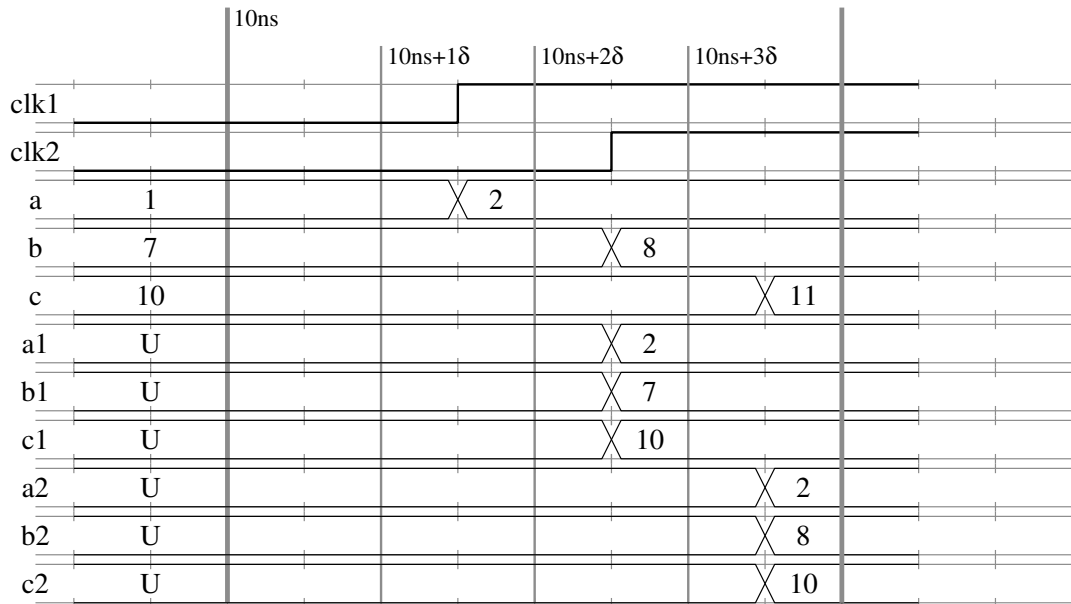 10ns
10ns+1δ 10ns+2δ 10ns+3δ
clk1
clk2
a 1 2
b 7 8
c 10 11
a1 U 2
b1 U 7
c1 U 10
a2 U 2
b2 U 8
c2 U 10